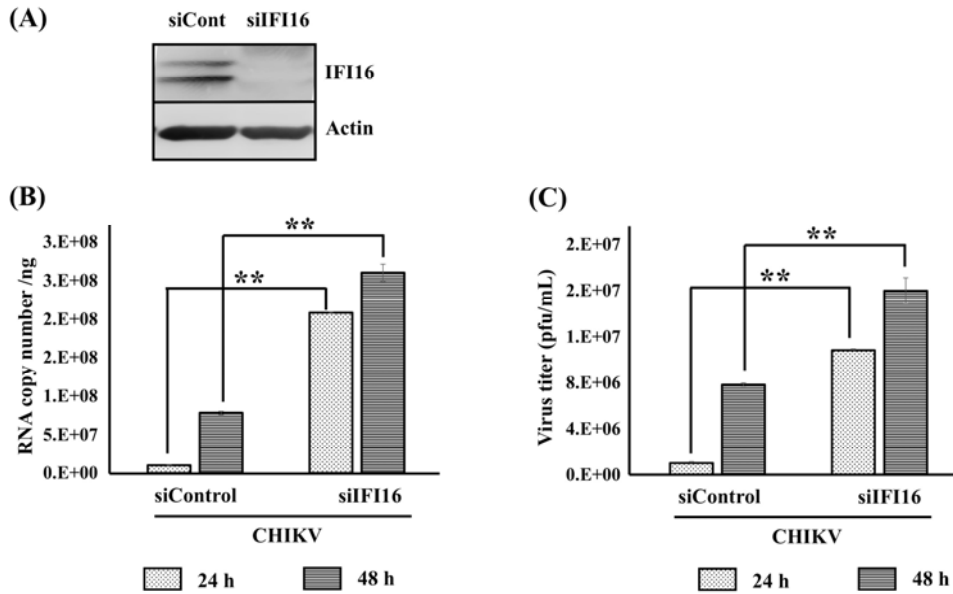 (A)
siCont siIFI16
IFI16
Actin
(B)
RNA copy number /ng
3.E+08
3.E+08
2.E+08
2.E+08
1.E+08
5.E+07
0.E+00
**
**
siControl siIFI16
CHIKV
24 h 48 h
(C)
Virus titer (pfu/mL)
2.E+07
2.E+07
1.E+07
8.E+06
4.E+06
0.E+00
**
**
siControl siIFI16
CHIKV
24 h 48 h